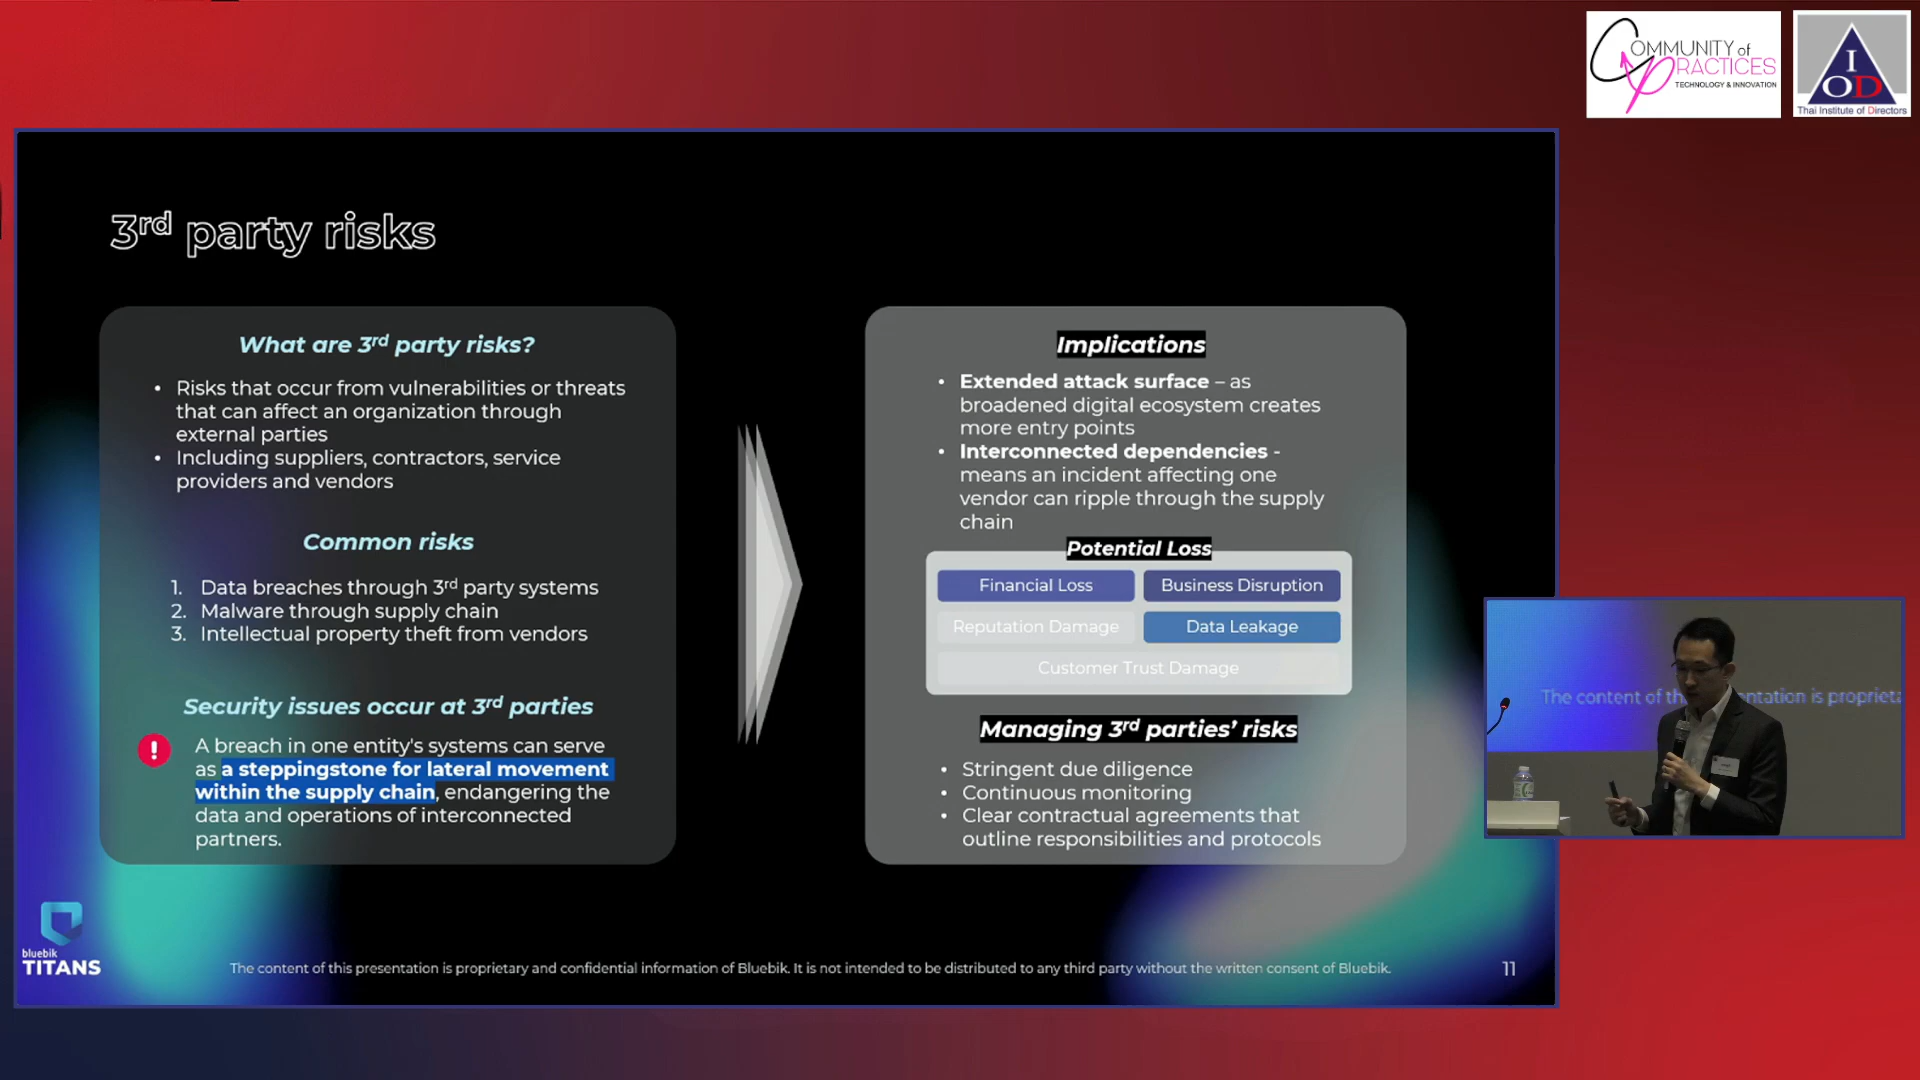 COMMUNITY of
PRACTICES
TECHNOLOGY & INNOVATION
IOD
Thai Institute of Directors
3rd party risks
What are 3rd party risks?
• Risks that occur from vulnerabilities or threats
that can affect an organization through
external parties
• Including suppliers, contractors, service
providers and vendors
Common risks
1. Data breaches through 3rd party systems
2. Malware through supply chain
3. Intellectual property theft from vendors
Security issues occur at 3rd parties
!
A breach in one entity's systems can serve
as a steppingstone for lateral movement
within the supply chain, endangering the
data and operations of interconnected
partners.
Implications
• Extended attack surface – as
broadened digital ecosystem creates
more entry points
• Interconnected dependencies -
means an incident affecting one
vendor can ripple through the supply
chain
Potential Loss
Financial Loss
Business Disruption
Reputation Damage
Data Leakage
Customer Trust Damage
Managing 3rd parties' risks
• Stringent due diligence
• Continuous monitoring
• Clear contractual agreements that
outline responsibilities and protocols
The content of th
ntation is proprieta
bluebik
TITANS
The content of this presentation is proprietary and confidential information of Bluebik. It is not intended to be distributed to any third party without the written consent of Bluebik.
11